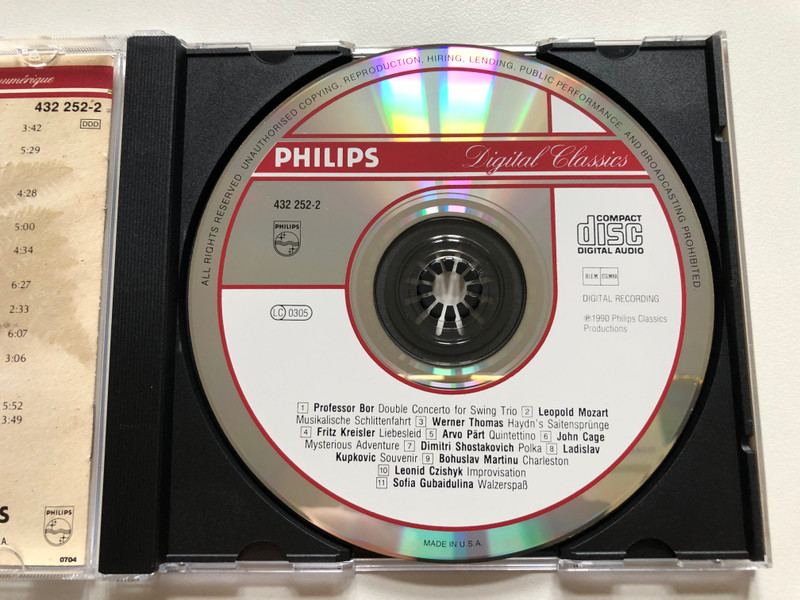 numérique
432 252-2
DDD
3:42
5:29
4:28
5:00
4:34
6:27
2:33
6:07
3:06
5:52
3:49
S
PHILIPS
A
0704
ALL RIGHTS RESERVED. UNAUTHORISED COPYING, REPRODUCTION, HIRING, LENDING, PUBLIC PERFORMANCE AND BROADCASTING PROHIBITED
PHILIPS Digital Classics
432 252-2
PHILIPS
COMPACT
disc
DIGITAL AUDIO
B.I.E.M. STEMRA
DIGITAL RECORDING
LC 0305
℗1990 Philips Classics
Productions
1 Professor Bor Double Concerto for Swing Trio 2 Leopold Mozart
Musikalische Schlittenfahrt 3 Werner Thomas Haydn's Saitensprünge
4 Fritz Kreisler Liebesleid 5 Arvo Pärt Quintettino 6 John Cage
Mysterious Adventure 7 Dimitri Shostakovich Polka 8 Ladislav
Kupkovic Souvenir 9 Bohuslav Martinu Charleston
10 Leonid Czishyk Improvisation
11 Sofia Gubaidulina Walzerspaß
MADE IN U.S.A.